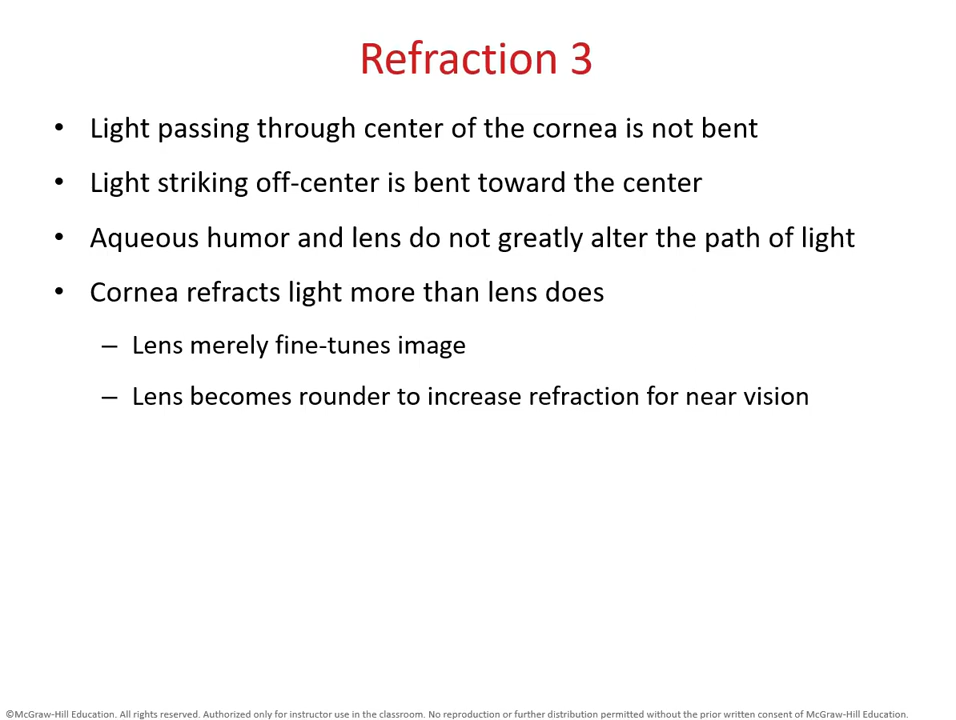 Refraction 3
• Light passing through center of the cornea is not bent
• Light striking off-center is bent toward the center
• Aqueous humor and lens do not greatly alter the path of light
• Cornea refracts light more than lens does
– Lens merely fine-tunes image
– Lens becomes rounder to increase refraction for near vision
©McGraw-Hill Education. All rights reserved. Authorized only for instructor use in the classroom. No reproduction or further distribution permitted without the prior written consent of McGraw-Hill Education.